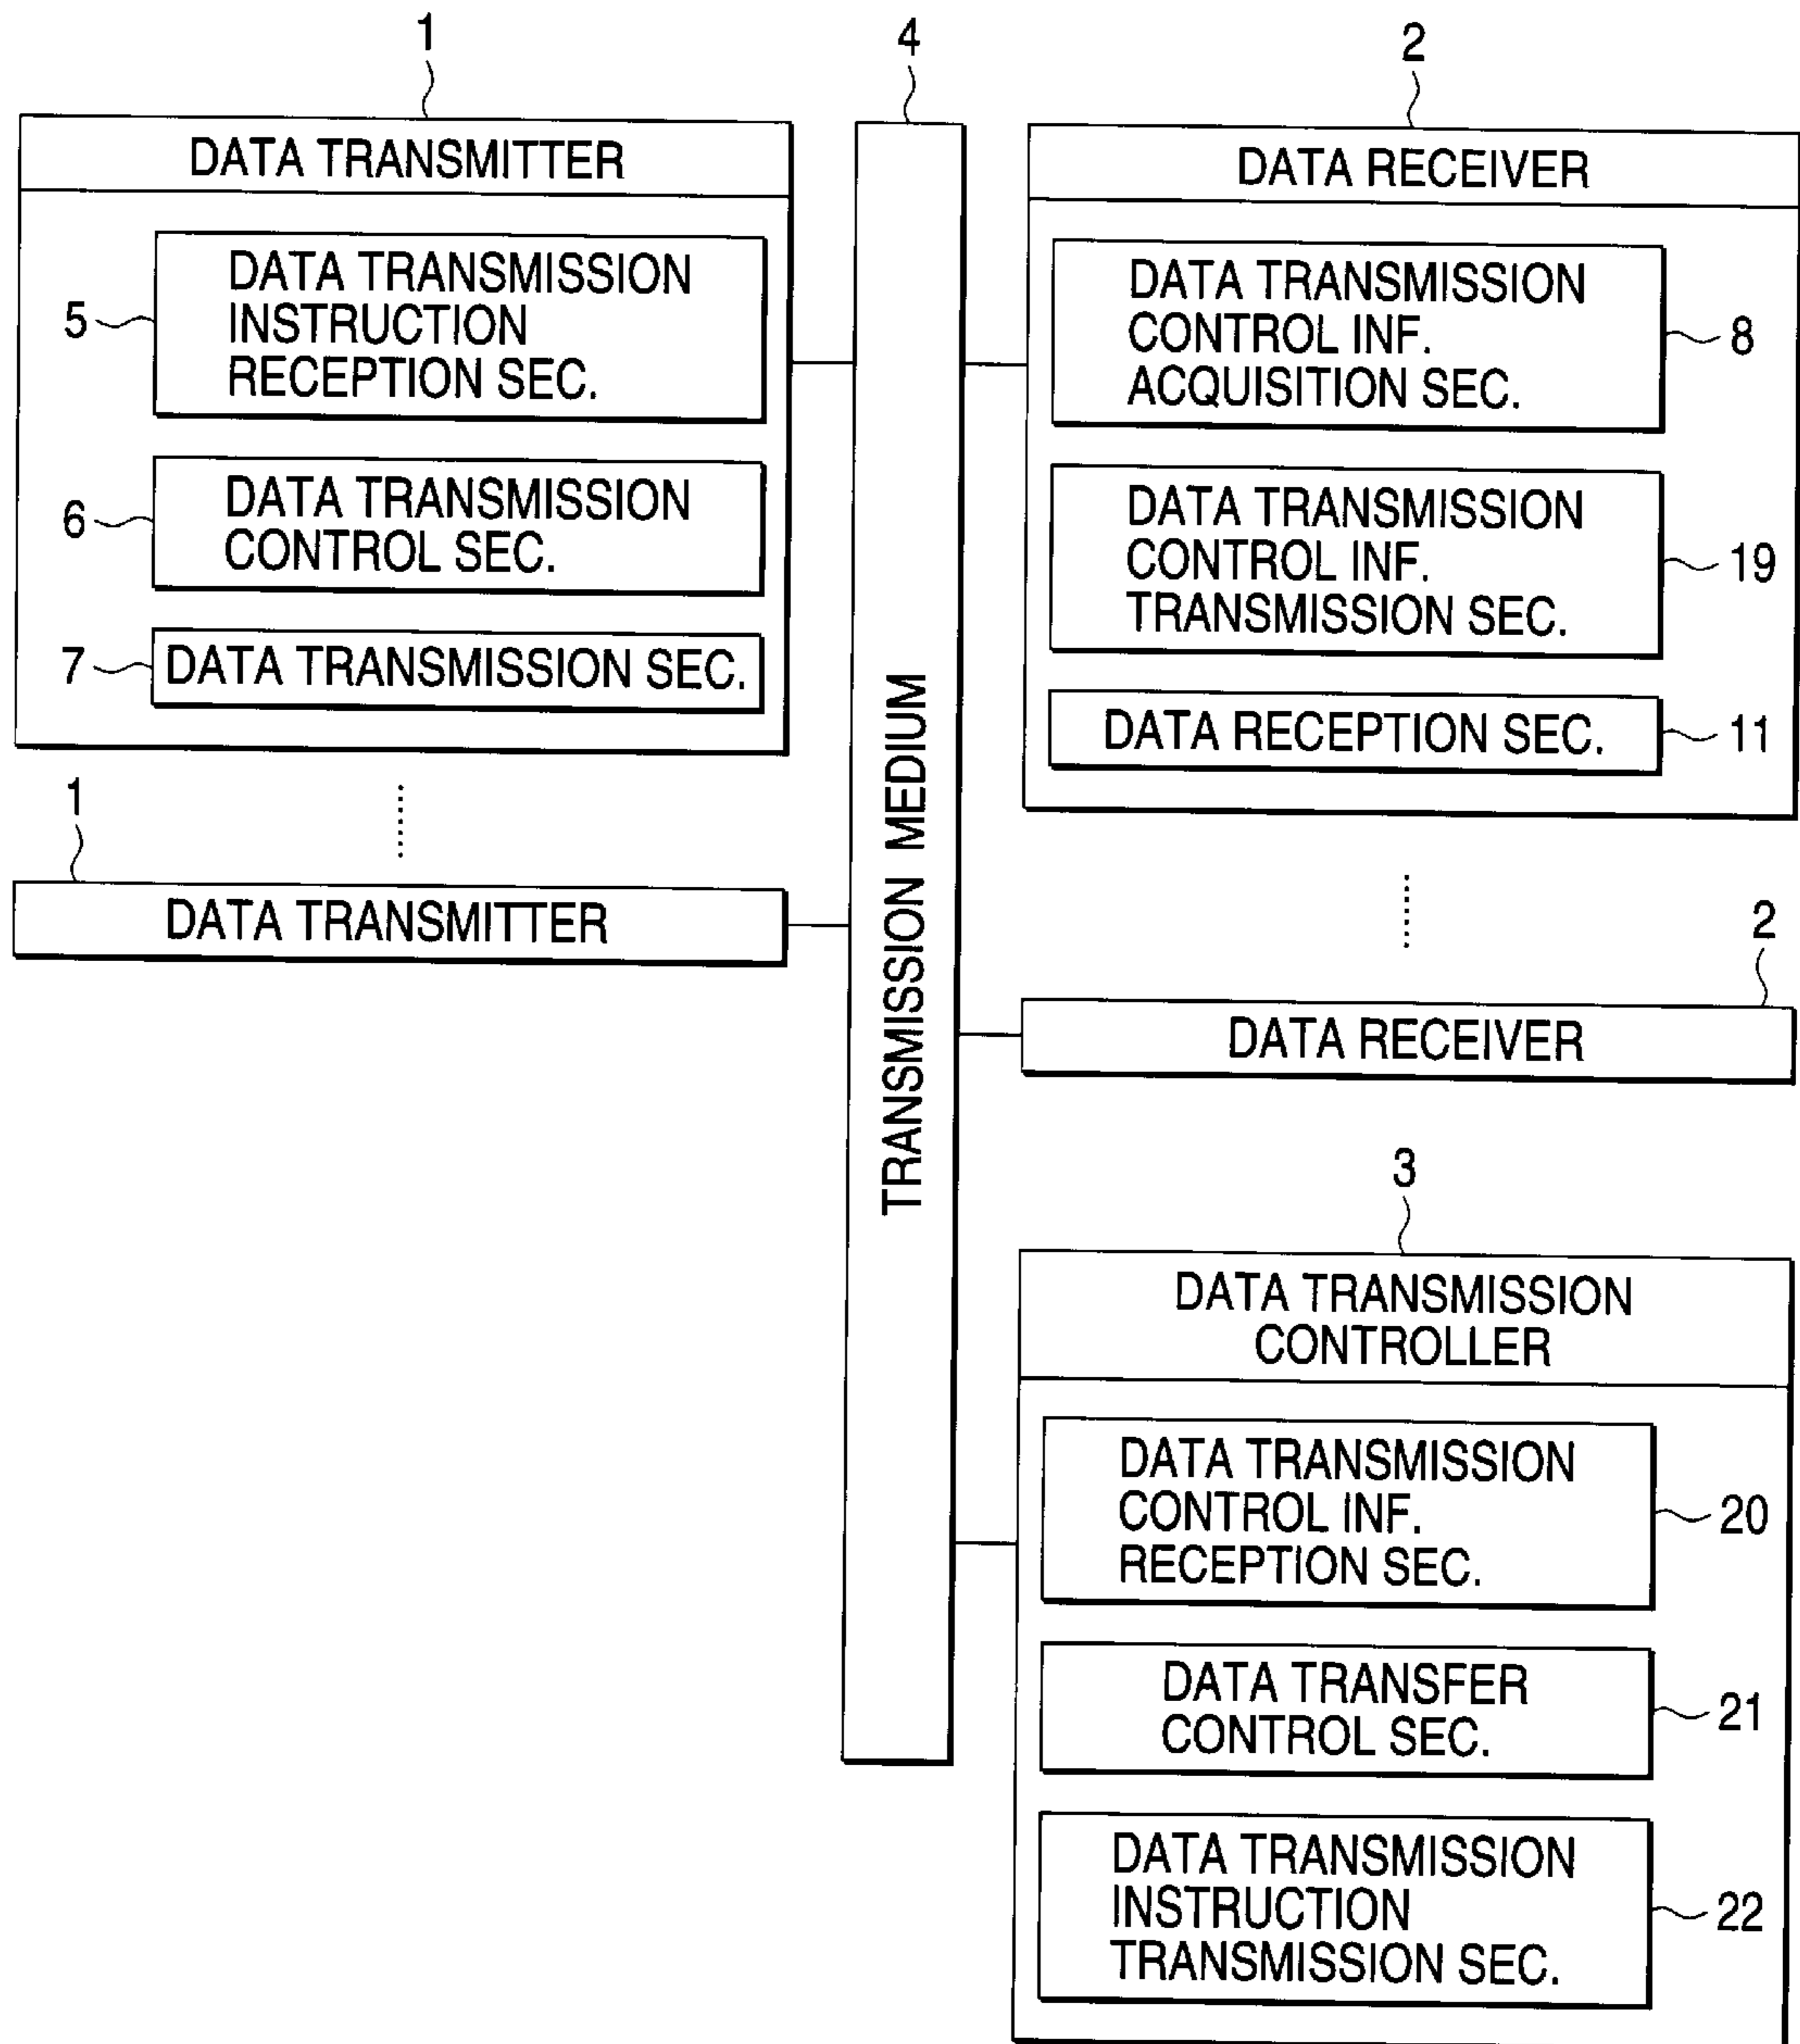 1
DATA TRANSMITTER
5
DATA TRANSMISSION
INSTRUCTION
RECEPTION SEC.
6
DATA TRANSMISSION
CONTROL SEC.
7
DATA TRANSMISSION SEC.
1
DATA TRANSMITTER
4
TRANSMISSION MEDIUM
2
DATA RECEIVER
DATA TRANSMISSION
CONTROL INF.
ACQUISITION SEC.
8
DATA TRANSMISSION
CONTROL INF.
TRANSMISSION SEC.
19
DATA RECEPTION SEC.
11
2
DATA RECEIVER
3
DATA TRANSMISSION
CONTROLLER
DATA TRANSMISSION
CONTROL INF.
RECEPTION SEC.
20
DATA TRANSFER
CONTROL SEC.
21
DATA TRANSMISSION
INSTRUCTION
TRANSMISSION SEC.
22